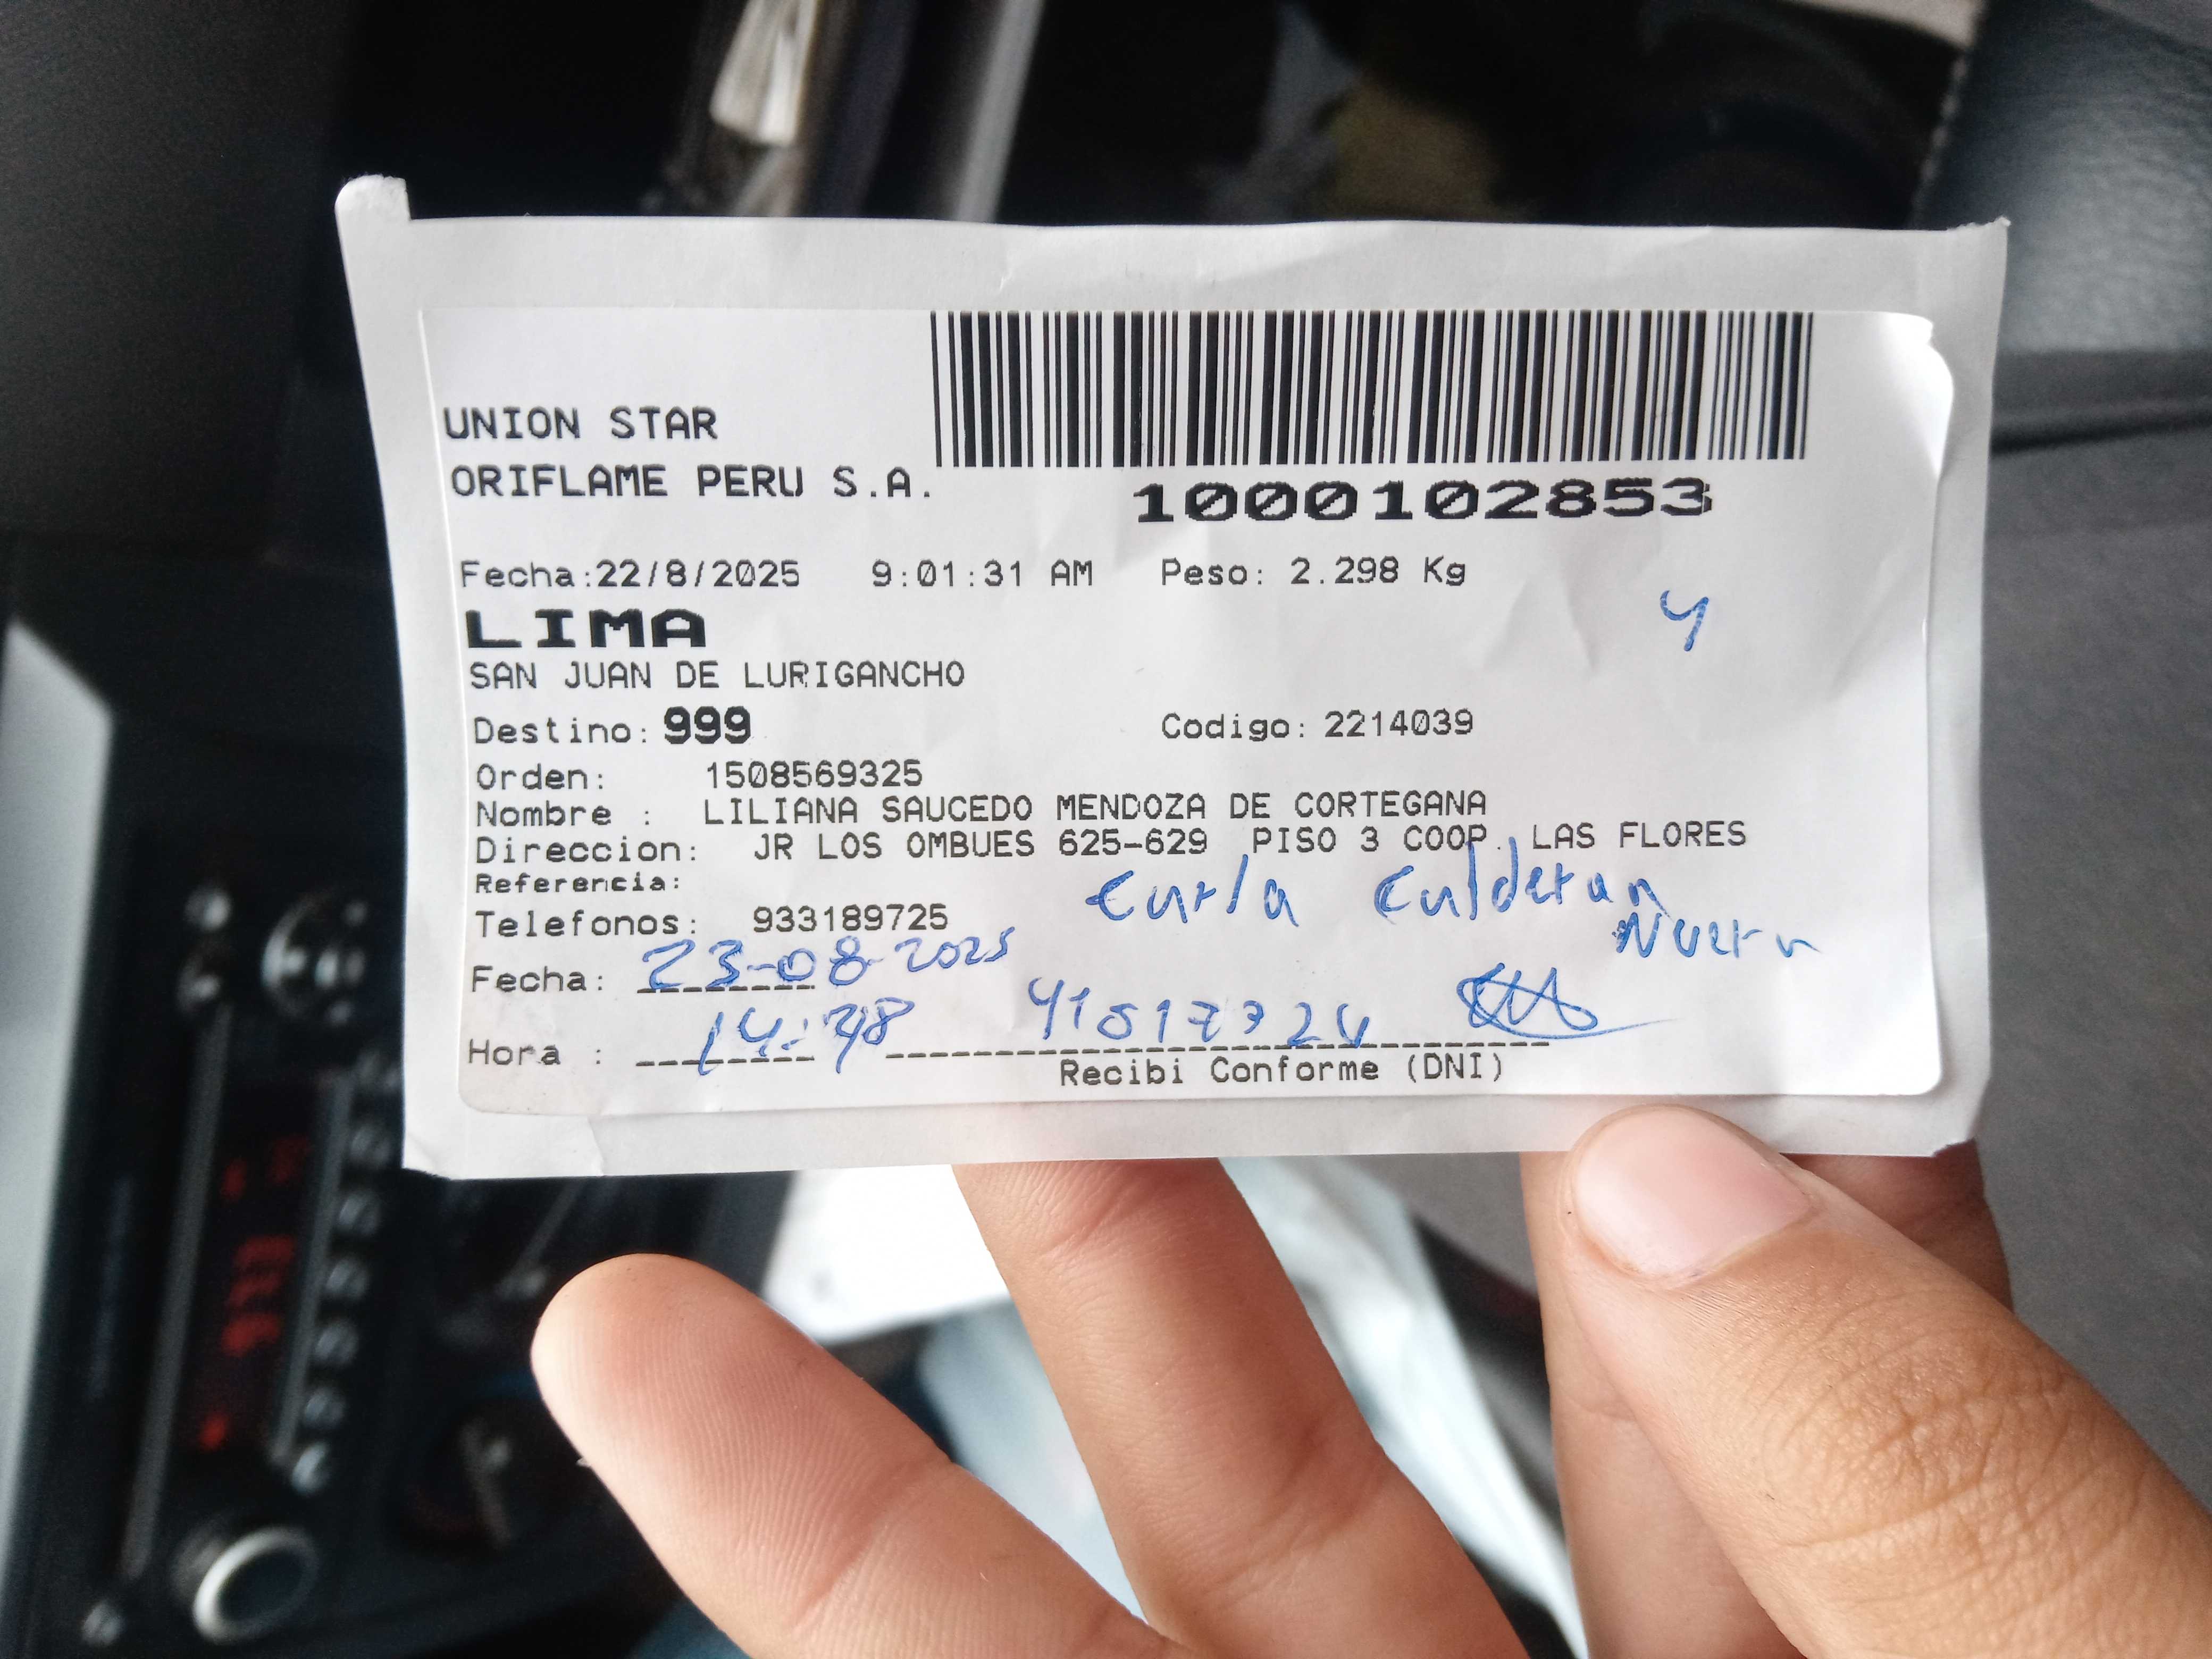 UNION STAR
ORIFLAME PERU S.A.
1000102853
Fecha:22/8/2025 9:01:31 AM Peso: 2.298 Kg
LIMA
4
SAN JUAN DE LURIGANCHO
Destino: 999 Codigo: 2214039
Orden: 1508569325
Nombre : LILIANA SAUCEDO MENDOZA DE CORTEGANA
Direccion: JR LOS OMBUES 625-629 PISO 3 COOP. LAS FLORES
Referencia:
Carla Calderan
Telefonos: 933189725
Fecha: 23-08-2025
Hora :
Recibi Conforme (DNI)